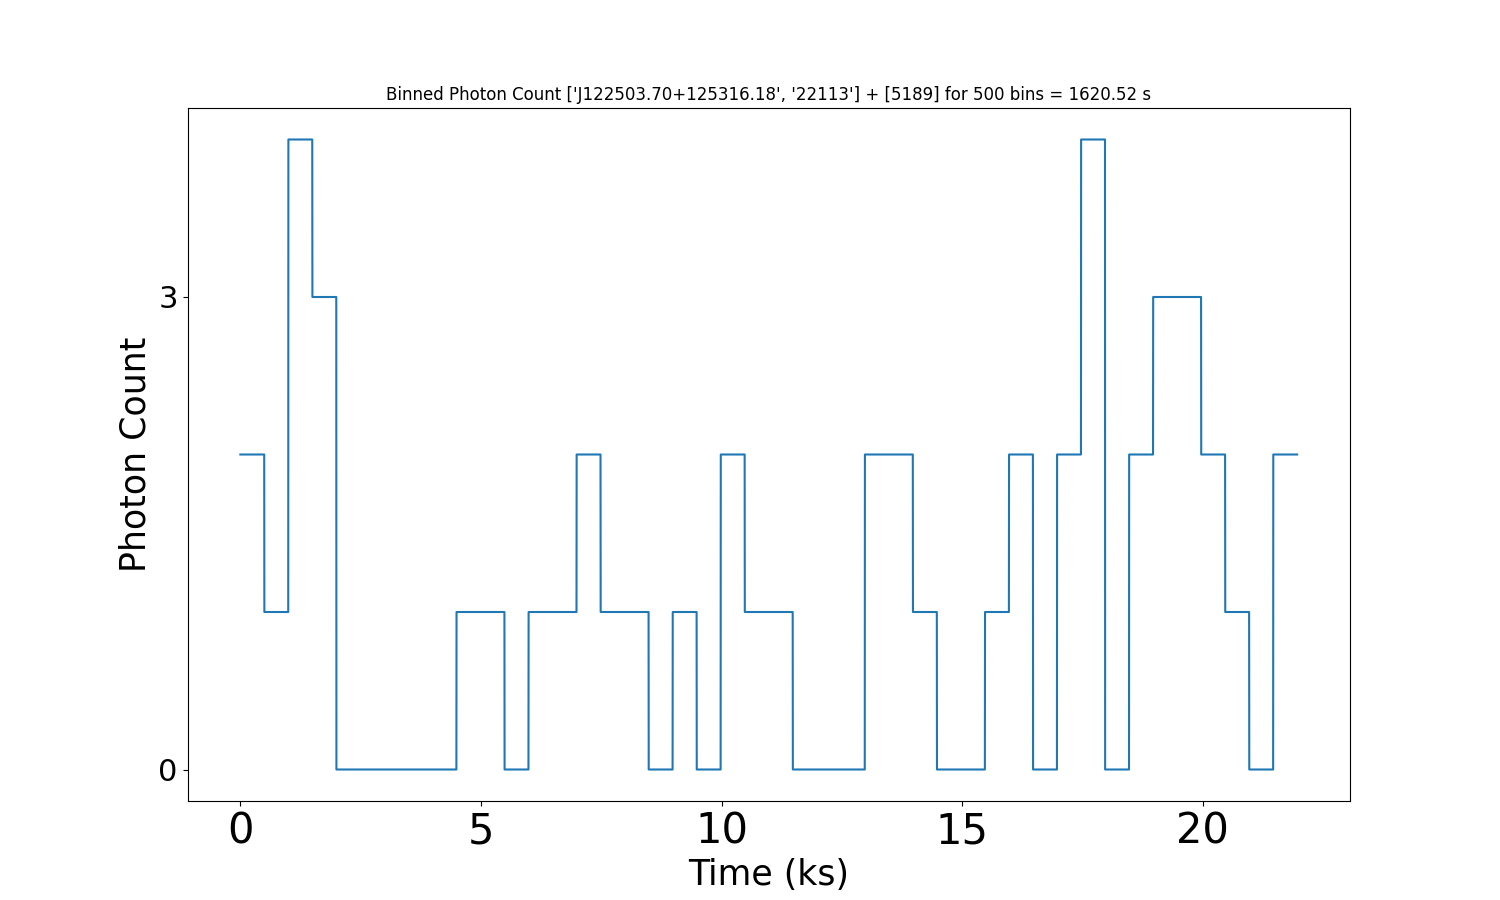 Binned Photon Count ['J122503.70+125316.18', '22113'] + [5189] for 500 bins = 1620.52 s
3
Photon Count
0
0 5 10 15 20
Time (ks)